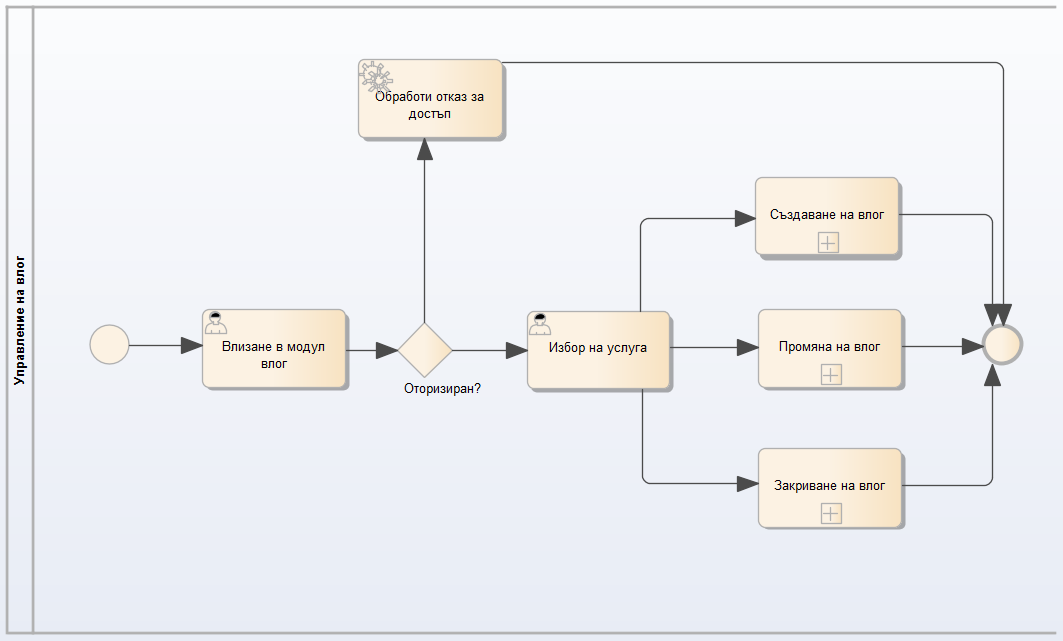 Управление на влог
Обработи отказ за
достъп
Създаване на влог
Влизане в модул
влог
Оторизиран?
Избор на услуга
Промяна на влог
Закриване на влог